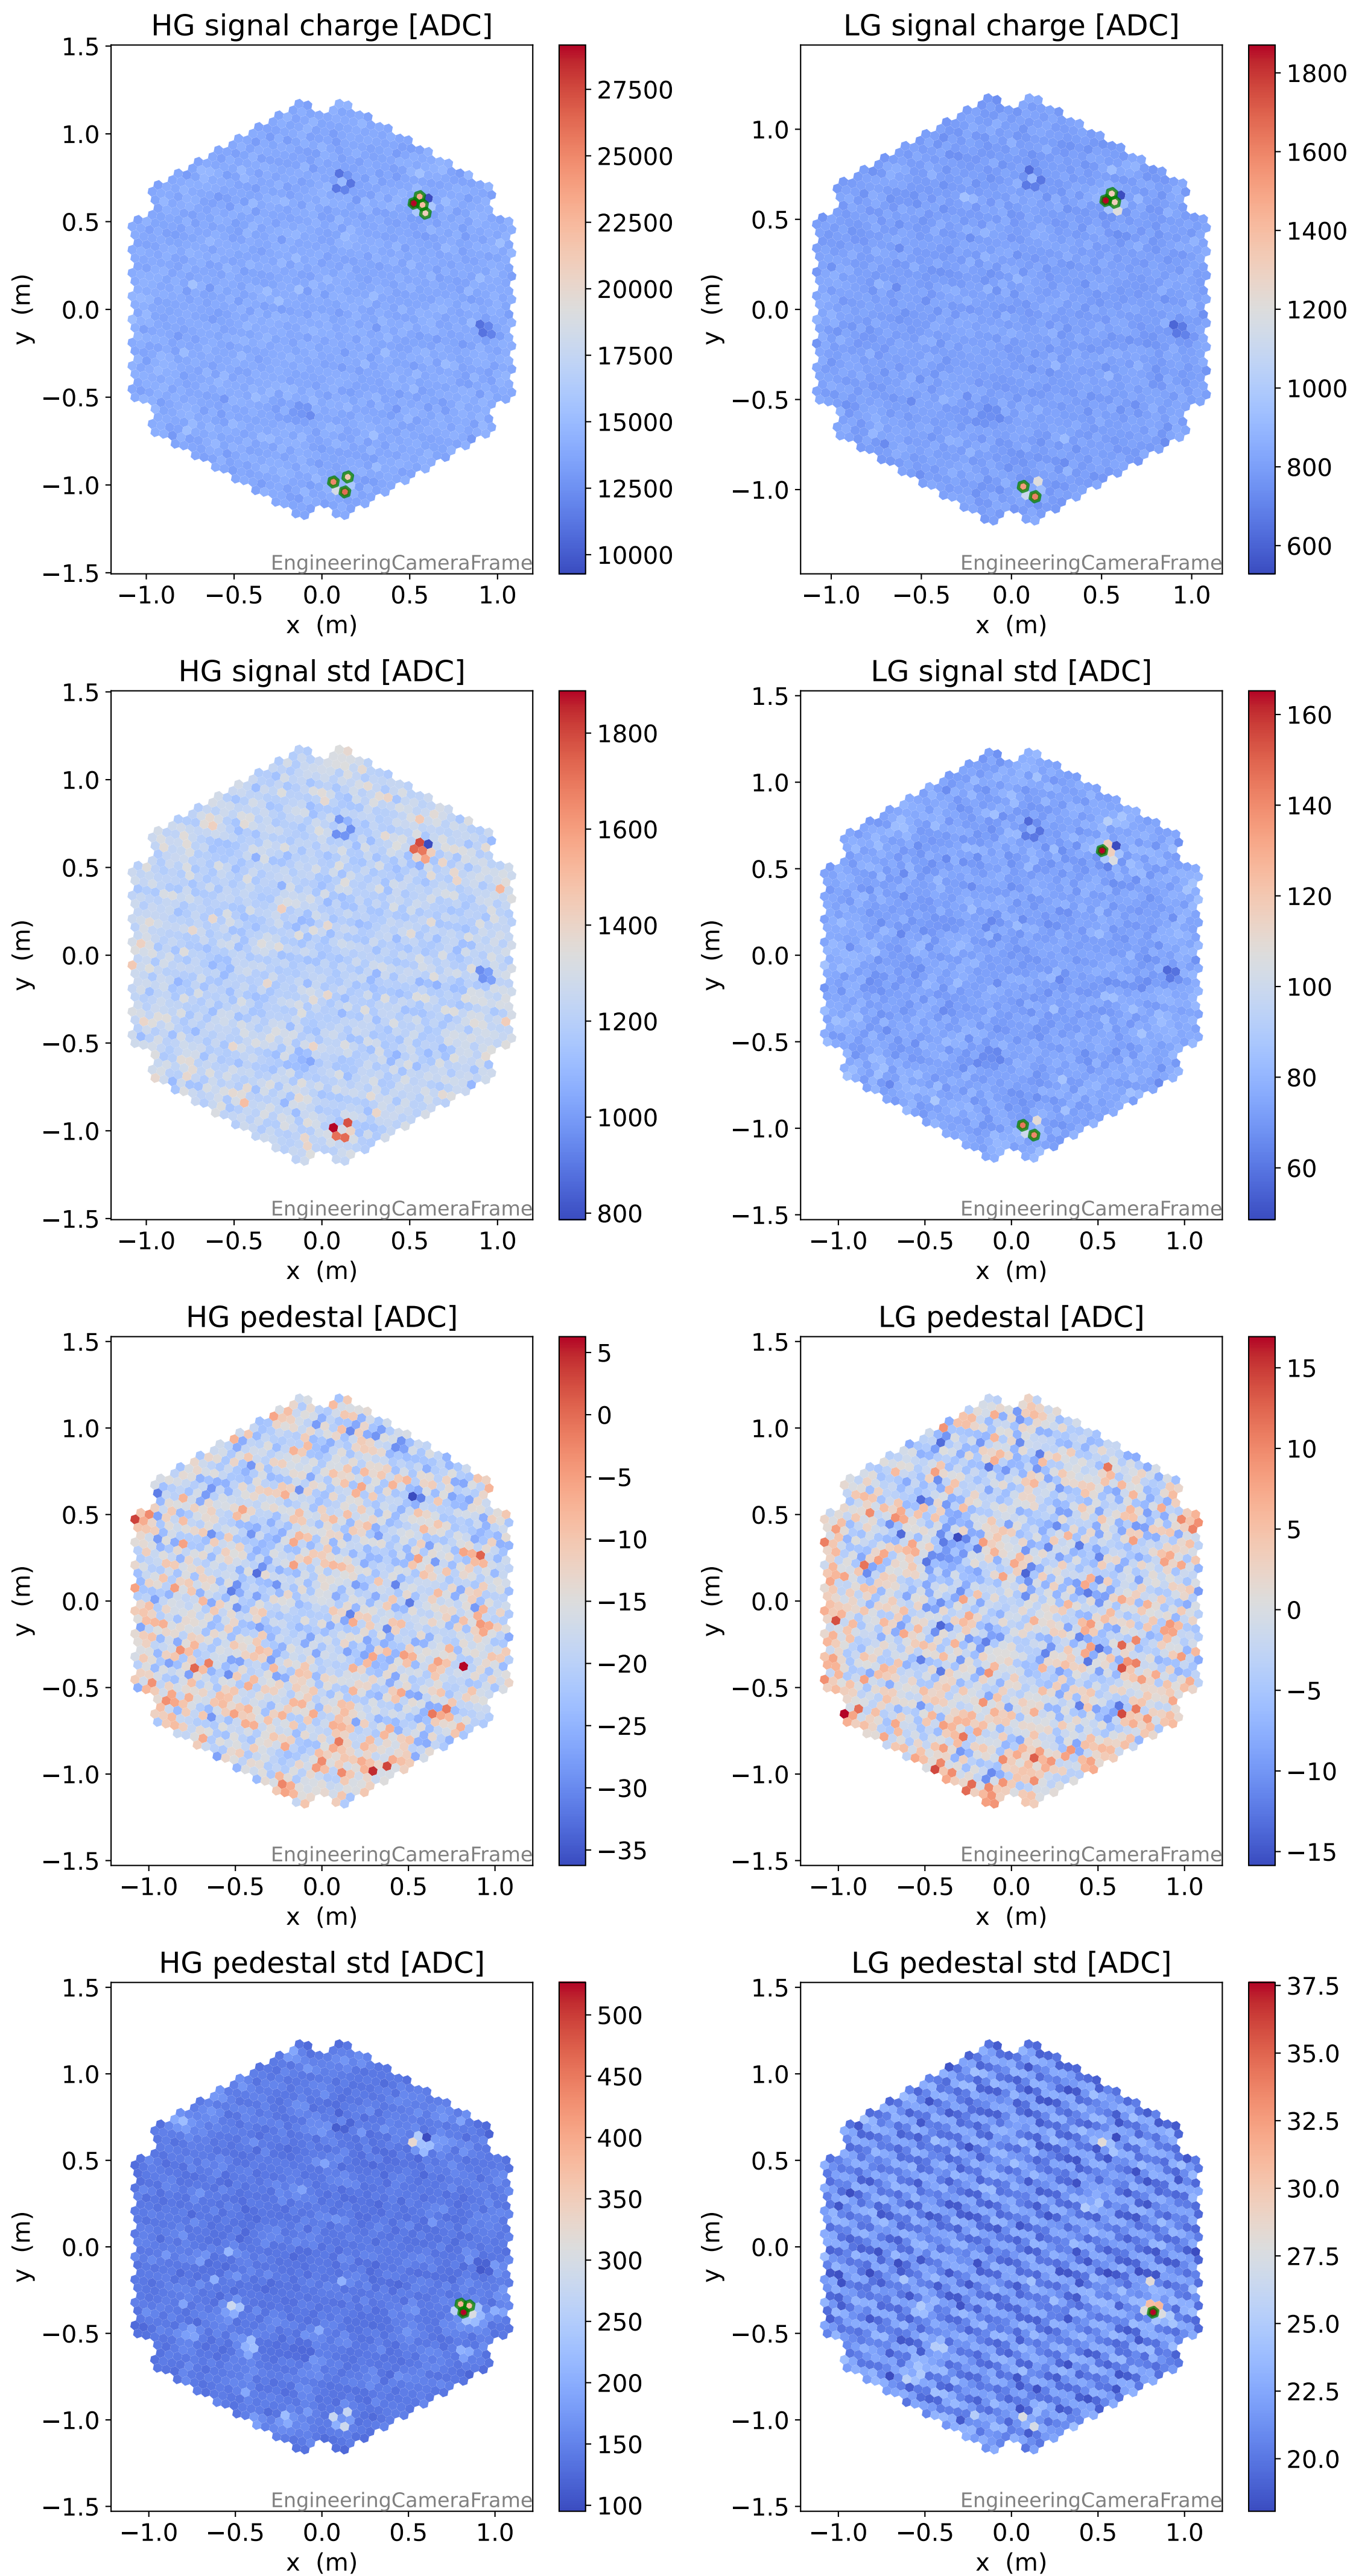 HG signal charge [ADC]
1.5
1.0
0.5
0.0
−0.5
−1.0
−1.5
y (m)
EngineeringCameraFrame
−1.0 −0.5 0.0 0.5 1.0
x (m)
27500
25000
22500
20000
17500
15000
12500
10000
LG signal charge [ADC]
1.0
0.5
0.0
−0.5
−1.0
y (m)
EngineeringCameraFrame
−1.0 −0.5 0.0 0.5 1.0
x (m)
1800
1600
1400
1200
1000
800
600
HG signal std [ADC]
1.5
1.0
0.5
0.0
−0.5
−1.0
−1.5
y (m)
EngineeringCameraFrame
−1.0 −0.5 0.0 0.5 1.0
x (m)
1800
1600
1400
1200
1000
800
LG signal std [ADC]
1.5
1.0
0.5
0.0
−0.5
−1.0
−1.5
y (m)
EngineeringCameraFrame
−1.0 −0.5 0.0 0.5 1.0
x (m)
160
140
120
100
80
60
HG pedestal [ADC]
1.5
1.0
0.5
0.0
−0.5
−1.0
−1.5
y (m)
EngineeringCameraFrame
−1.0 −0.5 0.0 0.5 1.0
x (m)
5
0
−5
−10
−15
−20
−25
−30
−35
LG pedestal [ADC]
1.5
1.0
0.5
0.0
−0.5
−1.0
−1.5
y (m)
EngineeringCameraFrame
−1.0 −0.5 0.0 0.5 1.0
x (m)
15
10
5
0
−5
−10
−15
HG pedestal std [ADC]
1.5
1.0
0.5
0.0
−0.5
−1.0
−1.5
y (m)
EngineeringCameraFrame
−1.0 −0.5 0.0 0.5 1.0
x (m)
500
450
400
350
300
250
200
150
100
LG pedestal std [ADC]
1.5
1.0
0.5
0.0
−0.5
−1.0
−1.5
y (m)
EngineeringCameraFrame
−1.0 −0.5 0.0 0.5 1.0
x (m)
37.5
35.0
32.5
30.0
27.5
25.0
22.5
20.0